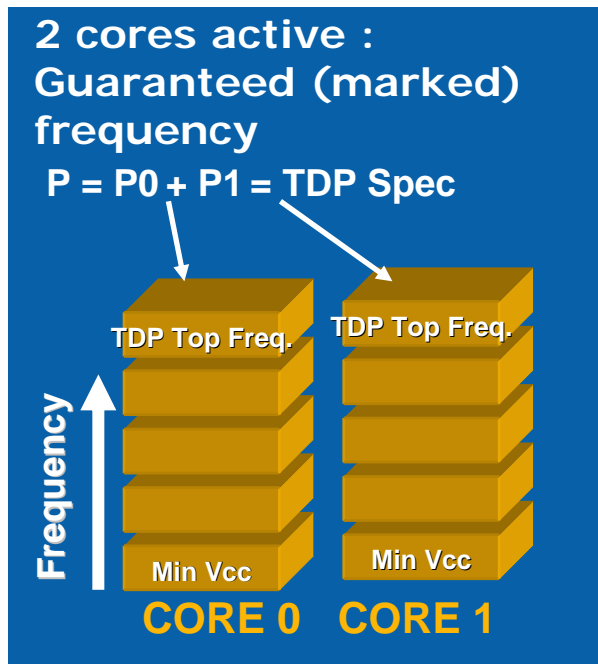 2 cores active :
Guaranteed (marked)
frequency
P = P0 + P1 = TDP Spec
TDP Top Freq.
TDP Top Freq.
Frequency
Min Vcc
Min Vcc
CORE 0
CORE 1